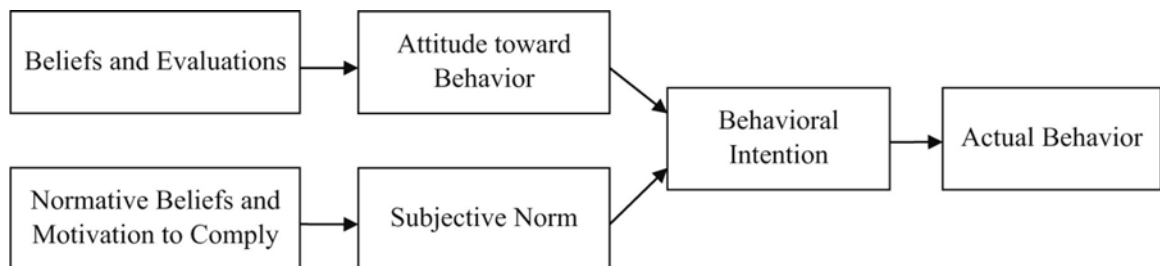 Beliefs and Evaluations
Attitude toward
Behavior
Normative Beliefs and
Motivation to Comply
Subjective Norm
Behavioral
Intention
Actual Behavior